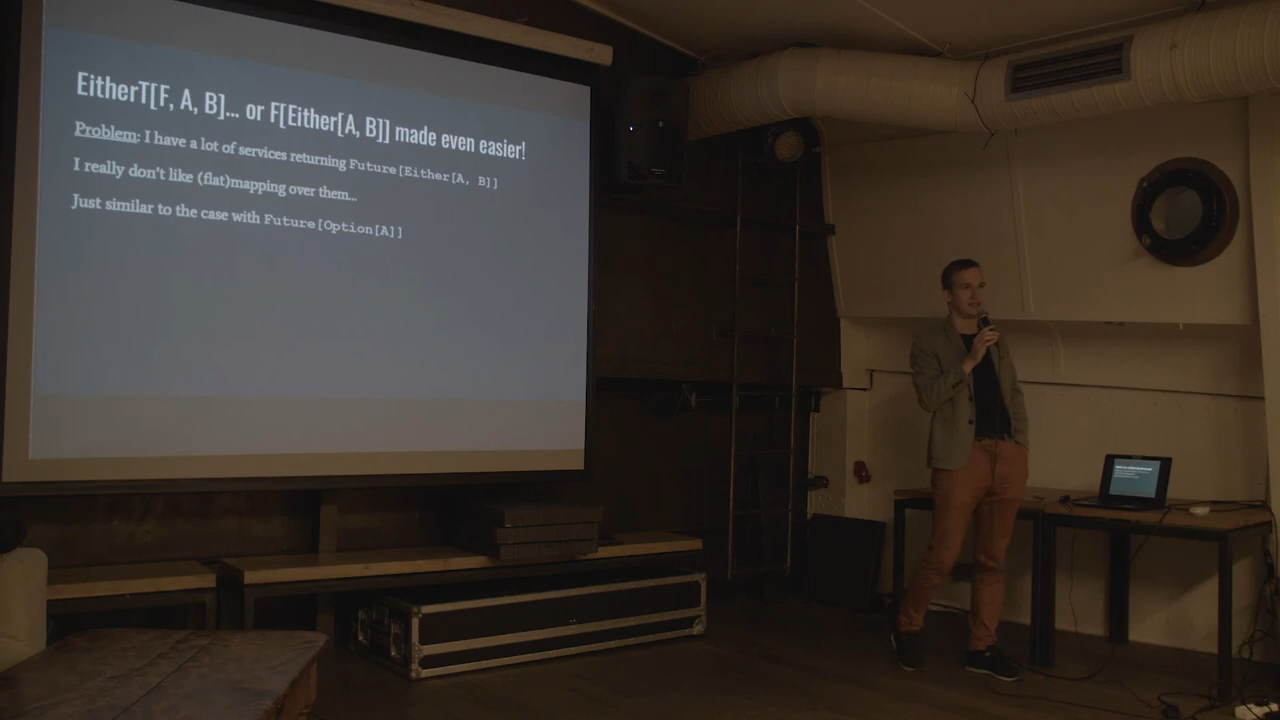 EitherT[F, A, B]... or F[Either[A, B]] made even easier!
Problem: I have a lot of services returning Future[Either[A, B]]
I really don't like (flat)mapping over them...
Just similar to the case with Future[Option[A]]